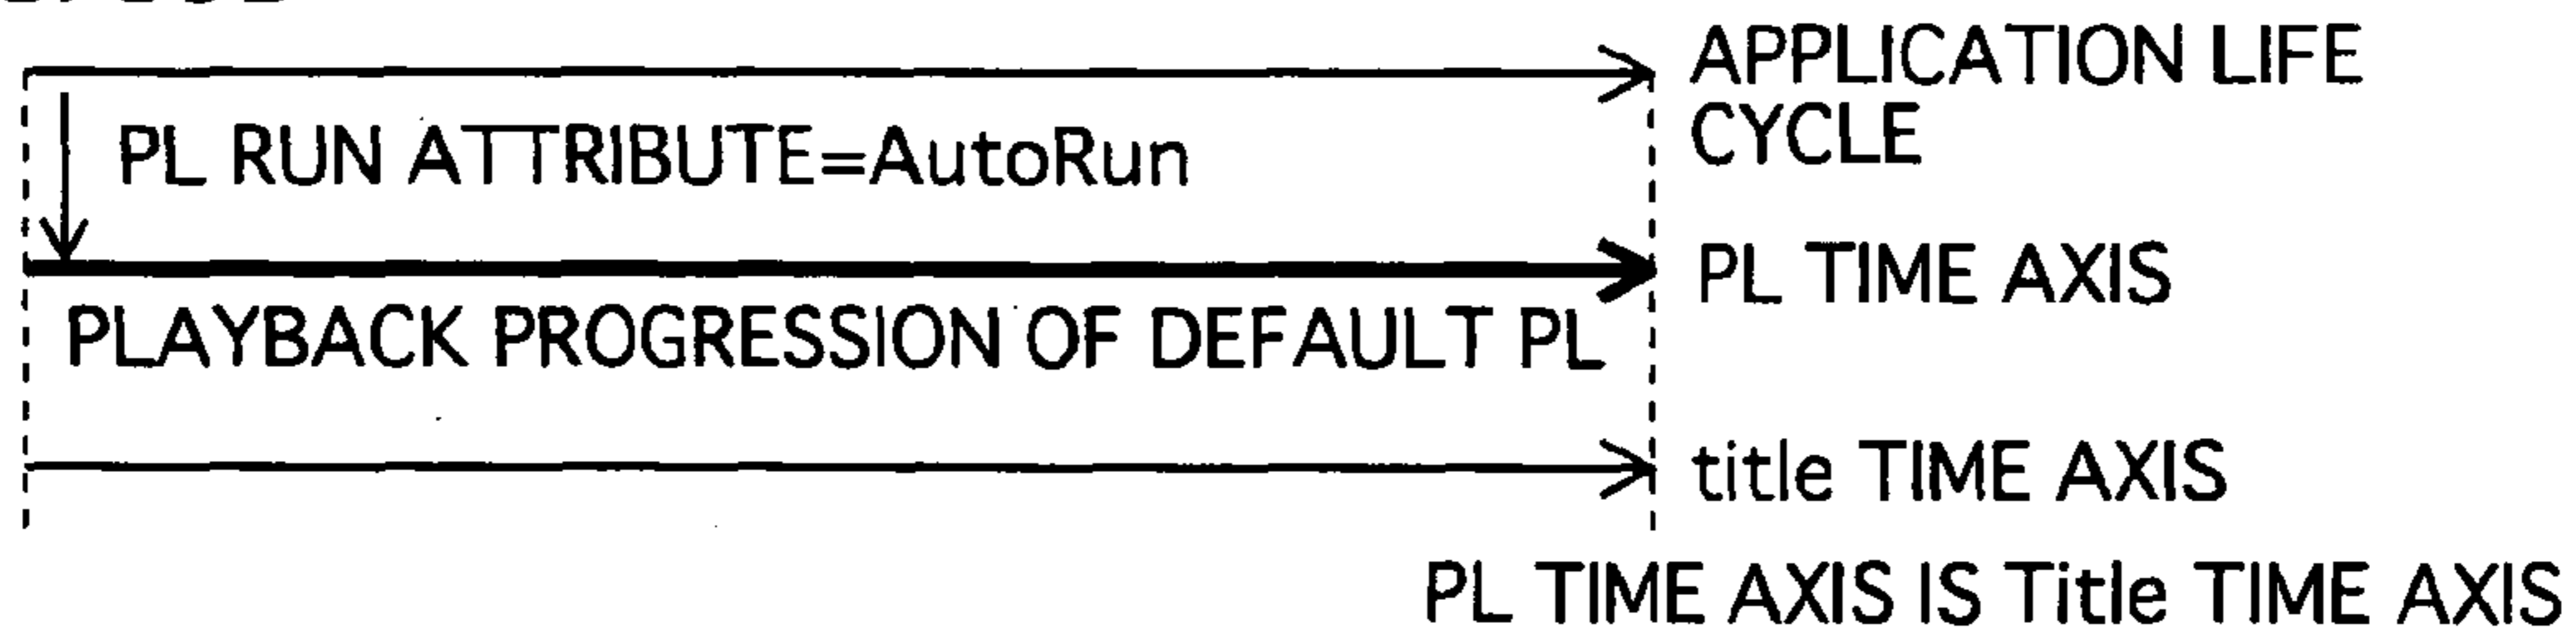 APPLICATION LIFE
CYCLE
PL RUN ATTRIBUTE=AutoRun
PL TIME AXIS
PLAYBACK PROGRESSION OF DEFAULT PL
title TIME AXIS
PL TIME AXIS IS Title TIME AXIS